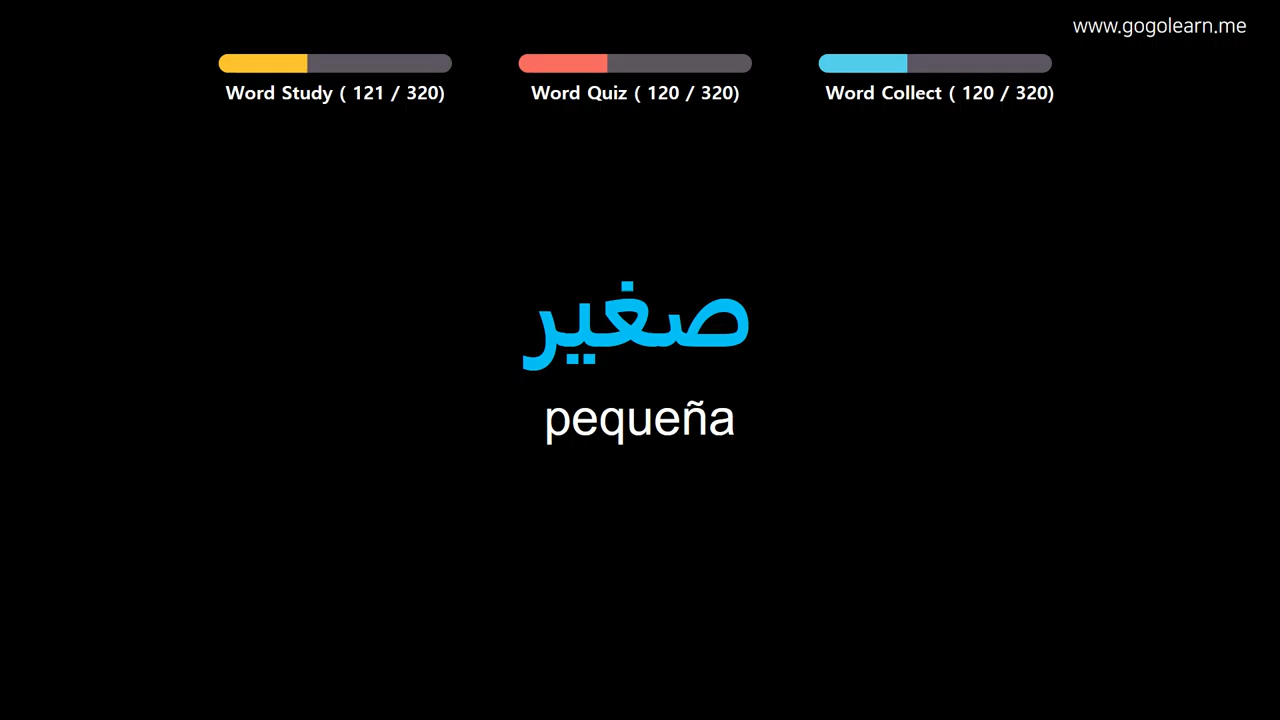 www.gogolearn.me
Word Study ( 121 / 320)
Word Quiz ( 120 / 320)
Word Collect ( 120 / 320)
صغير
pequeña